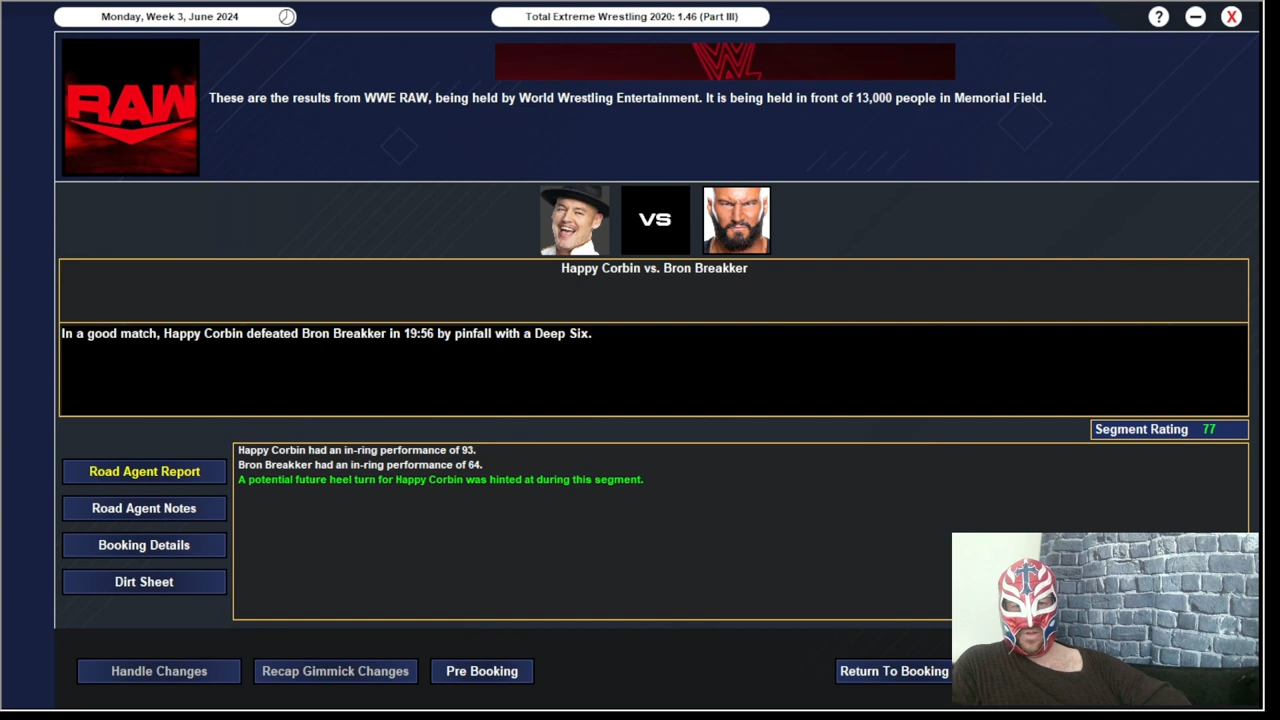 Monday, Week 3, June 2024
Total Extreme Wrestling 2020: 1.46 (Part III)
?
X
RAW
These are the results from WWE RAW, being held by World Wrestling Entertainment. It is being held in front of 13,000 people in Memorial Field.
VS
Happy Corbin vs. Bron Breakker
In a good match, Happy Corbin defeated Bron Breakker in 19:56 by pinfall with a Deep Six.
Segment Rating 77
Happy Corbin had an in-ring performance of 93.
Bron Breakker had an in-ring performance of 64.
A potential future heel turn for Happy Corbin was hinted at during this segment.
Road Agent Report
Road Agent Notes
Booking Details
Dirt Sheet
Handle Changes
Recap Gimmick Changes
Pre Booking
Return To Booking